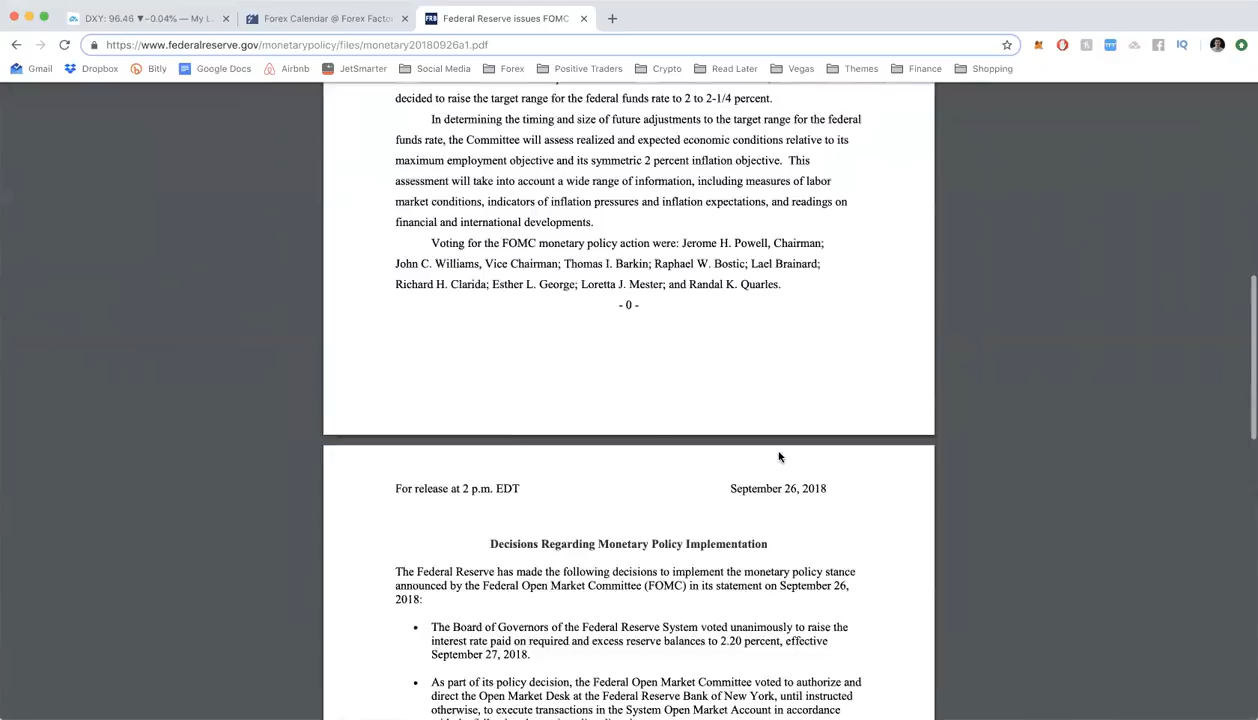 DXY: 96.46 ▼−0.04% — My L
Forex Calendar @ Forex Facto
FRB
Federal Reserve issues FOMC
https://www.federalreserve.gov/monetarypolicy/files/monetary20180926a1.pdf
TFF
IQ
Gmail
Dropbox
Bitly
Google Docs
Airbnb
JetSmarter
Social Media
Forex
Positive Traders
Crypto
Read Later
Vegas
Themes
Finance
Shopping
decided to raise the target range for the federal funds rate to 2 to 2-1/4 percent.
In determining the timing and size of future adjustments to the target range for the federal
funds rate, the Committee will assess realized and expected economic conditions relative to its
maximum employment objective and its symmetric 2 percent inflation objective. This
assessment will take into account a wide range of information, including measures of labor
market conditions, indicators of inflation pressures and inflation expectations, and readings on
financial and international developments.
Voting for the FOMC monetary policy action were: Jerome H. Powell, Chairman;
John C. Williams, Vice Chairman; Thomas I. Barkin; Raphael W. Bostic; Lael Brainard;
Richard H. Clarida; Esther L. George; Loretta J. Mester; and Randal K. Quarles.
- 0 -
For release at 2 p.m. EDT
September 26, 2018
Decisions Regarding Monetary Policy Implementation
The Federal Reserve has made the following decisions to implement the monetary policy stance
announced by the Federal Open Market Committee (FOMC) in its statement on September 26,
2018:
• The Board of Governors of the Federal Reserve System voted unanimously to raise the
interest rate paid on required and excess reserve balances to 2.20 percent, effective
September 27, 2018.
• As part of its policy decision, the Federal Open Market Committee voted to authorize and
direct the Open Market Desk at the Federal Reserve Bank of New York, until instructed
otherwise, to execute transactions in the System Open Market Account in accordance